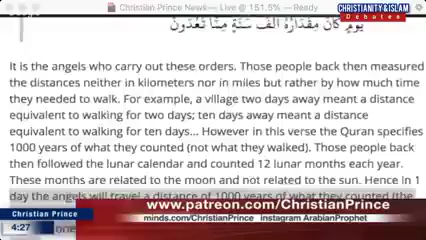 Christian Prince Newk— Live @ 151.5% —Ready
CHRISTIANITY&ISLAM
Debates
يَوْمٍ كَانَ مِقْدَارُهُ أَلْفَ سَنَةٍ مِمَّا تَعُدُّونَ
It is the angels who carry out these orders. Those people back then measured
the distances neither in kilometers nor in miles but rather by how much time
they needed to walk. For example, a village two days away meant a distance
equivalent to walking for two days; ten days away meant a distance
equivalent to walking for ten days... However in this verse the Quran specifies
1000 years of what they counted (not what they walked). Those people back
then followed the lunar calendar and counted 12 lunar months each year.
These months are related to the moon and not related to the sun. Hence in 1
day the angels will travel a distance of 1000 years of what they counted (the
Christian Prince
www.patreon.com/ChristianPrince
4:27
minds.com/ChristianPrince instagram ArabianProphet